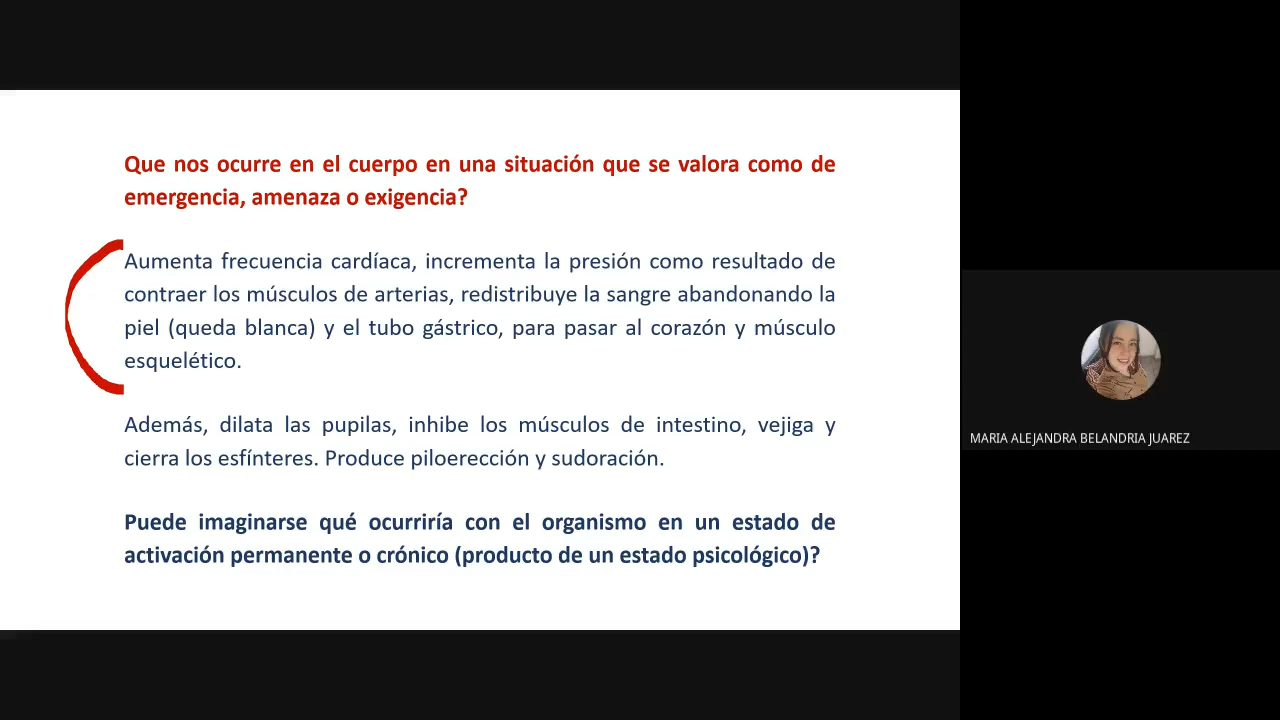 Que nos ocurre en el cuerpo en una situación que se valora como de
emergencia, amenaza o exigencia?
Aumenta frecuencia cardíaca, incrementa la presión como resultado de
contraer los músculos de arterias, redistribuye la sangre abandonando la
piel (queda blanca) y el tubo gástrico, para pasar al corazón y músculo
esquelético.
Además, dilata las pupilas, inhibe los músculos de intestino, vejiga y
cierra los esfínteres. Produce piloerección y sudoración.
Puede imaginarse qué ocurriría con el organismo en un estado de
activación permanente o crónico (producto de un estado psicológico)?
MARIA ALEJANDRA BELANDRIA JUAREZ